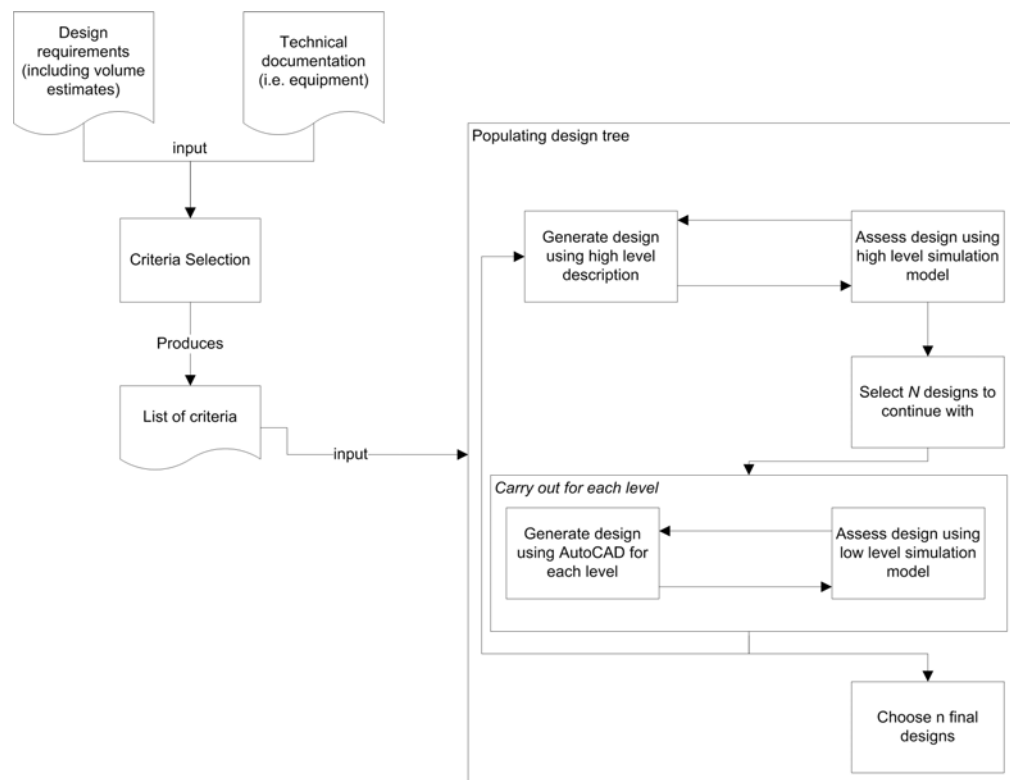 Design
requirements
(including volume
estimates)
Technical
documentation
(i.e. equipment)
input
Populating design tree
Criteria Selection
Generate design
using high level
description
Assess design using
high level simulation
model
Produces
List of criteria
input
Select N designs to
continue with
Carry out for each level
Generate design
using AutoCAD for
each level
Assess design using
low level simulation
model
Choose n final
designs